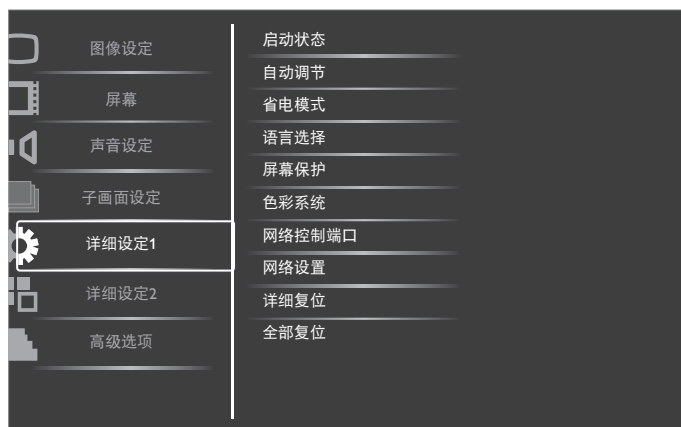 图像设定
屏幕
声音设定
子画面设定
详细设定1
详细设定2
高级选项
启动状态
自动调节
省电模式
语言选择
屏幕保护
色彩系统
网络控制端口
网络设置
详细复位
全部复位